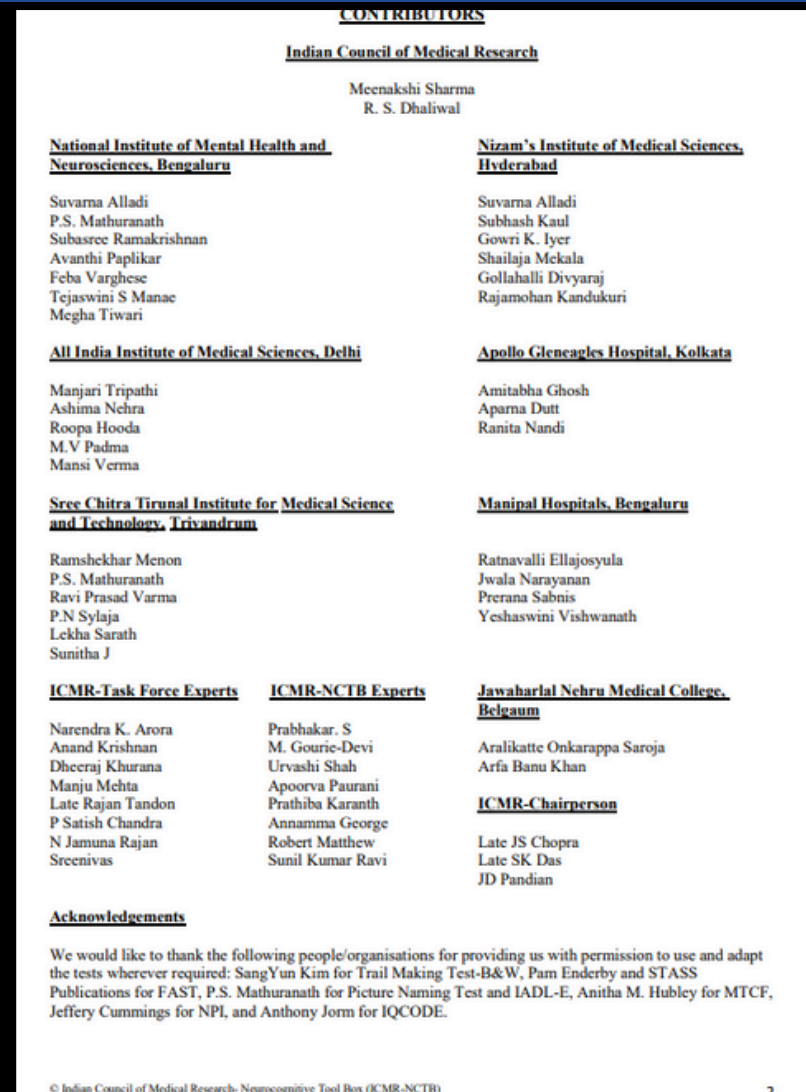 CONTRIBUTORS
Indian Council of Medical Research
Meenakshi Sharma
R. S. Dhaliwal
National Institute of Mental Health and
Neurosciences, Bengaluru
Suvarna Alladi
P.S. Mathuranath
Subasree Ramakrishnan
Avanthi Paplikar
Feba Varghese
Tejaswini S Manae
Megha Tiwari
Nizam's Institute of Medical Sciences,
Hyderabad
Suvarna Alladi
Subhash Kaul
Gowri K. Iyer
Shailaja Mekala
Gollahalli Divyaraj
Rajamohan Kandukuri
All India Institute of Medical Sciences, Delhi
Manjari Tripathi
Ashima Nehra
Roopa Hooda
M.V Padma
Mansi Verma
Apollo Gleneagles Hospital, Kolkata
Amitabha Ghosh
Aparna Dutt
Ranita Nandi
Sree Chitra Tirunal Institute for Medical Science
and Technology, Trivandrum
Ramshekhar Menon
P.S. Mathuranath
Ravi Prasad Varma
P.N Sylaja
Lekha Sarath
Sunitha J
Manipal Hospitals, Bengaluru
Ratnavalli Ellajosyula
Jwala Narayanan
Prerana Sabnis
Yeshaswini Vishwanath
ICMR-Task Force Experts
Narendra K. Arora
Anand Krishnan
Dheeraj Khurana
Manju Mehta
Late Rajan Tandon
P Satish Chandra
N Jamuna Rajan
Sreenivas
ICMR-NCTB Experts
Prabhakar. S
M. Gourie-Devi
Urvashi Shah
Apoorva Paurani
Prathiba Karanth
Annamma George
Robert Matthew
Sunil Kumar Ravi
Jawaharlal Nehru Medical College,
Belgaum
Aralikatte Onkarappa Saroja
Arfa Banu Khan
ICMR-Chairperson
Late JS Chopra
Late SK Das
JD Pandian
Acknowledgements
We would like to thank the following people/organisations for providing us with permission to use and adapt
the tests wherever required: SangYun Kim for Trail Making Test-B&W, Pam Enderby and STASS
Publications for FAST, P.S. Mathuranath for Picture Naming Test and IADL-E, Anitha M. Hubley for MTCF,
Jeffery Cummings for NPI, and Anthony Jorm for IQCODE.
© Indian Council of Medical Research- Neurocognitive Tool Box (ICMR-NCTB)